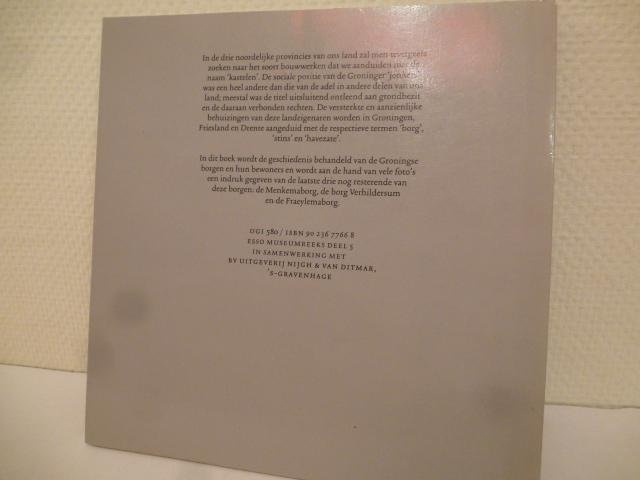 In de drie noordelijke provincies van ons land zal men tevergeefs
zoeken naar het soort bouwwerken dat we aanduiden met de
naam 'kastelen'. De sociale positie van de Groninger 'jonkers'
was een heel andere dan die van de adel in andere delen van ons
land; meestal was de titel uitsluitend ontleend aan grondbezit
en de daaraan verbonden rechten. De versterkte en aanzienlijke
behuizingen van deze landeigenaren worden in Groningen,
Friesland en Drente aangeduid met de respectieve termen 'borg',
'stins' en 'havezate'.
In dit boek wordt de geschiedenis behandeld van de Groningse
borgen en hun bewoners en wordt aan de hand van vele foto's
een indruk gegeven van de laatste drie nog resterende van
deze borgen: de Menkemaborg, de borg Verhildersum
en de Fraeylemaborg.
UGI 580 / ISBN 90 236 7766 8
ESSO MUSEUMREEKS DEEL 5
IN SAMENWERKING MET
BV UITGEVERIJ NIJGH & VAN DITMAR,
'S-GRAVENHAGE